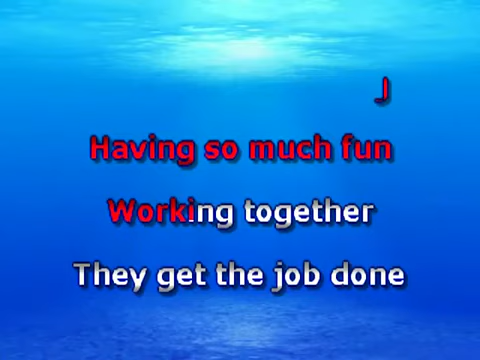 Having so much fun
Working together
They get the job done